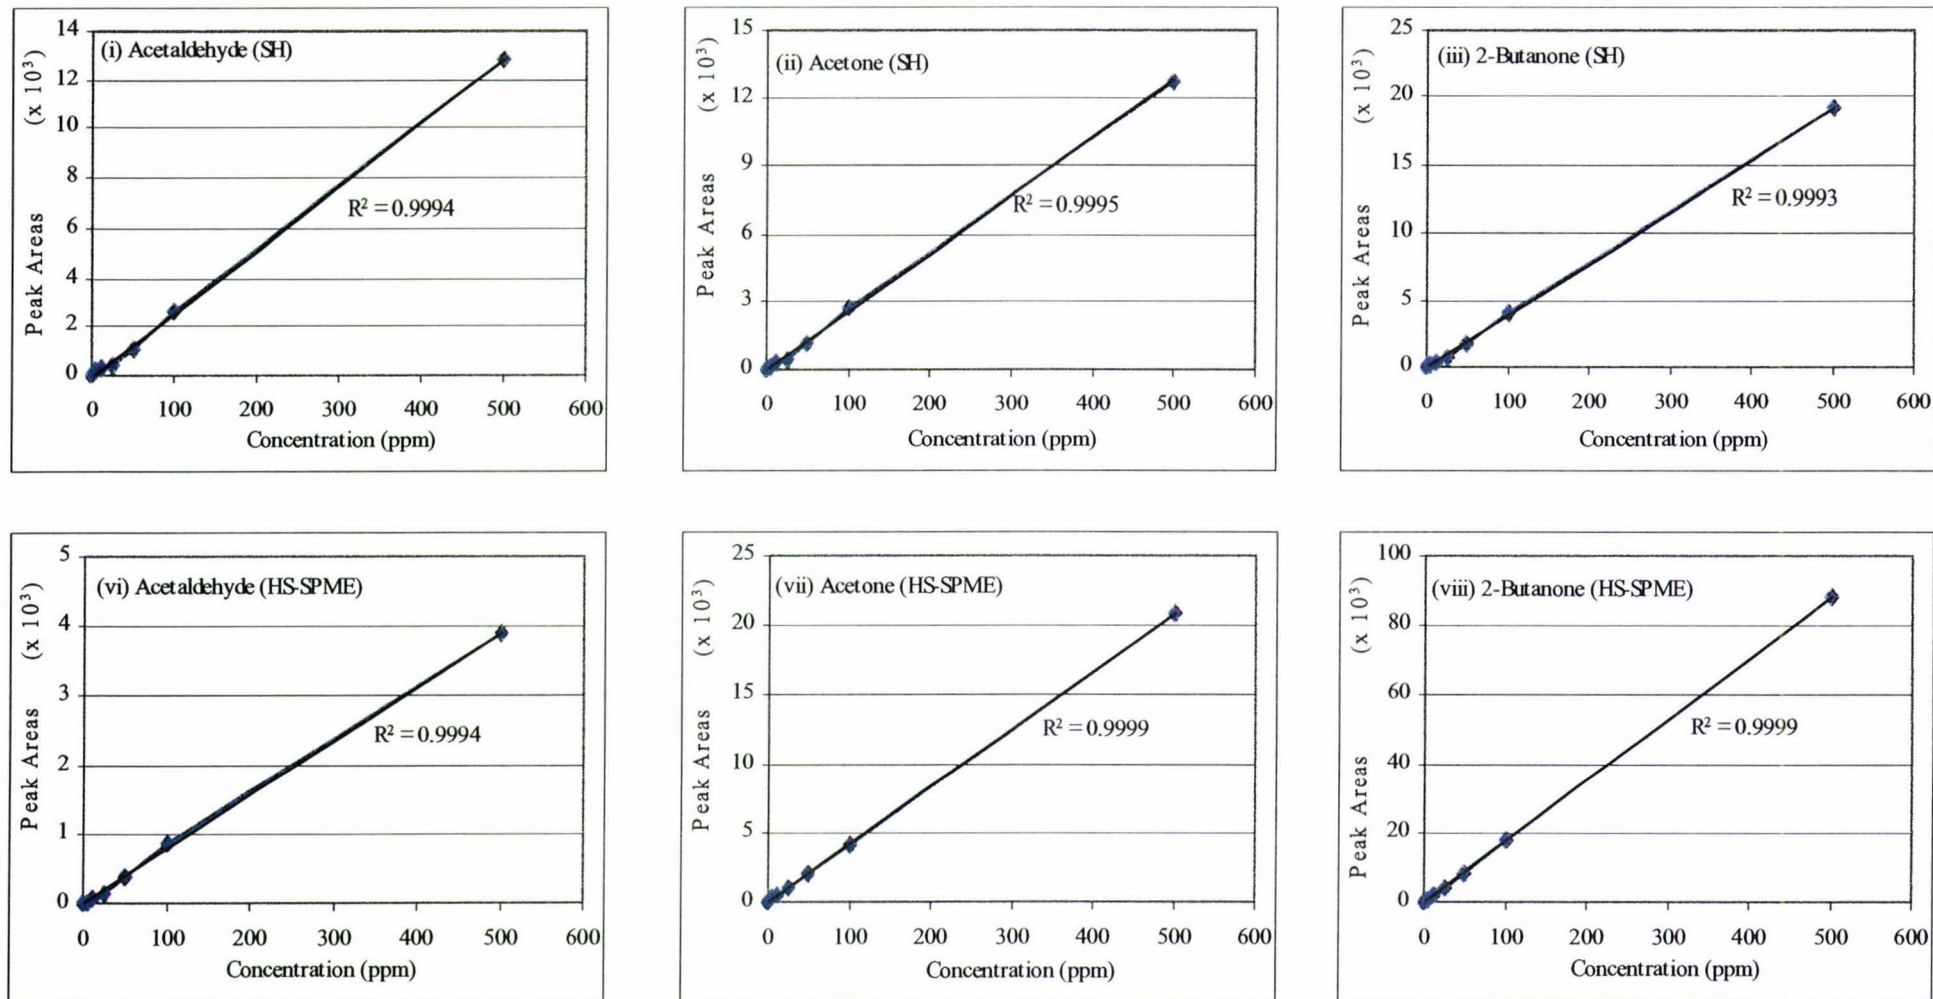 (i) Acetaldehyde (SH)
Peak Areas (x 10³)
14
12
10
8
6
4
2
0
R² = 0.9994
0 100 200 300 400 500 600
Concentration (ppm)
(ii) Acetone (SH)
Peak Areas (x 10³)
15
12
9
6
3
0
R² = 0.9995
0 100 200 300 400 500 600
Concentration (ppm)
(iii) 2-Butanone (SH)
Peak Areas (x 10³)
25
20
15
10
5
0
R² = 0.9993
0 100 200 300 400 500 600
Concentration (ppm)
(vi) Acetaldehyde (HS-SPME)
Peak Areas (x 10³)
5
4
3
2
1
0
R² = 0.9994
0 100 200 300 400 500 600
Concentration (ppm)
(vii) Acetone (HS-SPME)
Peak Areas (x 10³)
25
20
15
10
5
0
R² = 0.9999
0 100 200 300 400 500 600
Concentration (ppm)
(viii) 2-Butanone (HS-SPME)
Peak Areas (x 10³)
100
80
60
40
20
0
R² = 0.9999
0 100 200 300 400 500 600
Concentration (ppm)